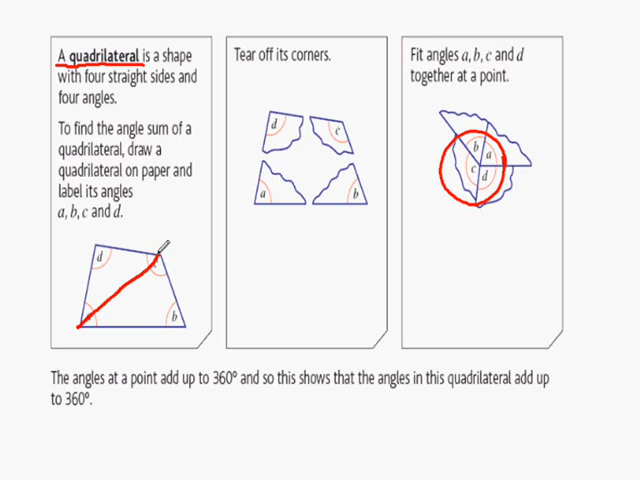 A quadrilateral is a shape
with four straight sides and
four angles.
To find the angle sum of a
quadrilateral, draw a
quadrilateral on paper and
label its angles
a, b, c and d.
d
b
Tear off its corners.
d
c
a
b
Fit angles a, b, c and d
together at a point.
b
a
c
d
The angles at a point add up to 360° and so this shows that the angles in this quadrilateral add up
to 360°.